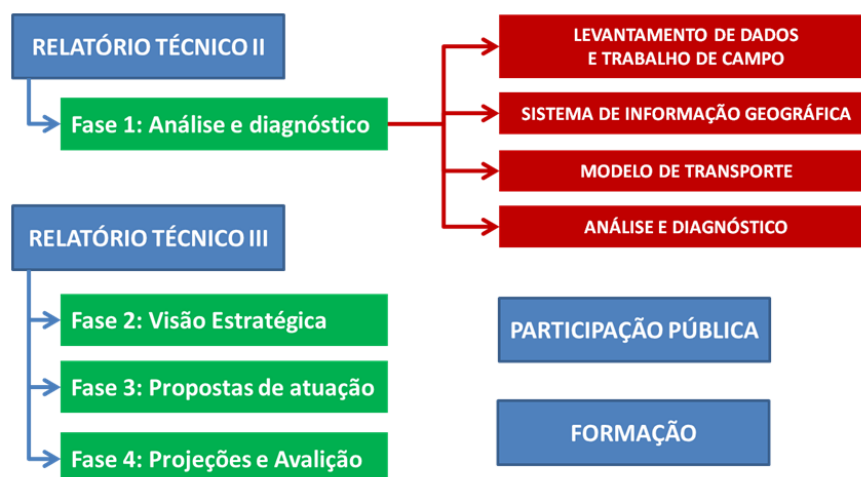 RELATÓRIO TÉCNICO II
Fase 1: Análise e diagnóstico
LEVANTAMENTO DE DADOS
E TRABALHO DE CAMPO
SISTEMA DE INFORMAÇÃO GEOGRÁFICA
MODELO DE TRANSPORTE
ANÁLISE E DIAGNÓSTICO
RELATÓRIO TÉCNICO III
Fase 2: Visão Estratégica
Fase 3: Propostas de atuação
Fase 4: Projeções e Avalição
PARTICIPAÇÃO PÚBLICA
FORMAÇÃO